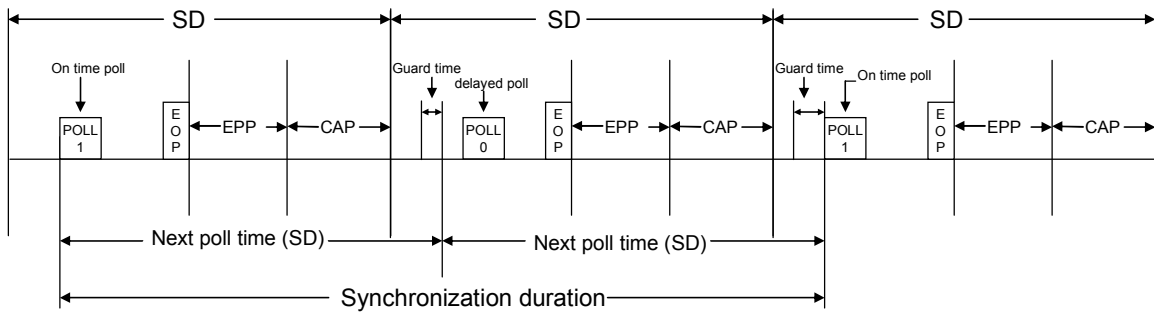 SD
SD
SD
On time poll
Guard time
delayed poll
Guard time
On time poll
POLL
1
E
O
P
EPP
CAP
POLL
0
E
O
P
EPP
CAP
POLL
1
E
O
P
EPP
CAP
Next poll time (SD)
Next poll time (SD)
Synchronization duration